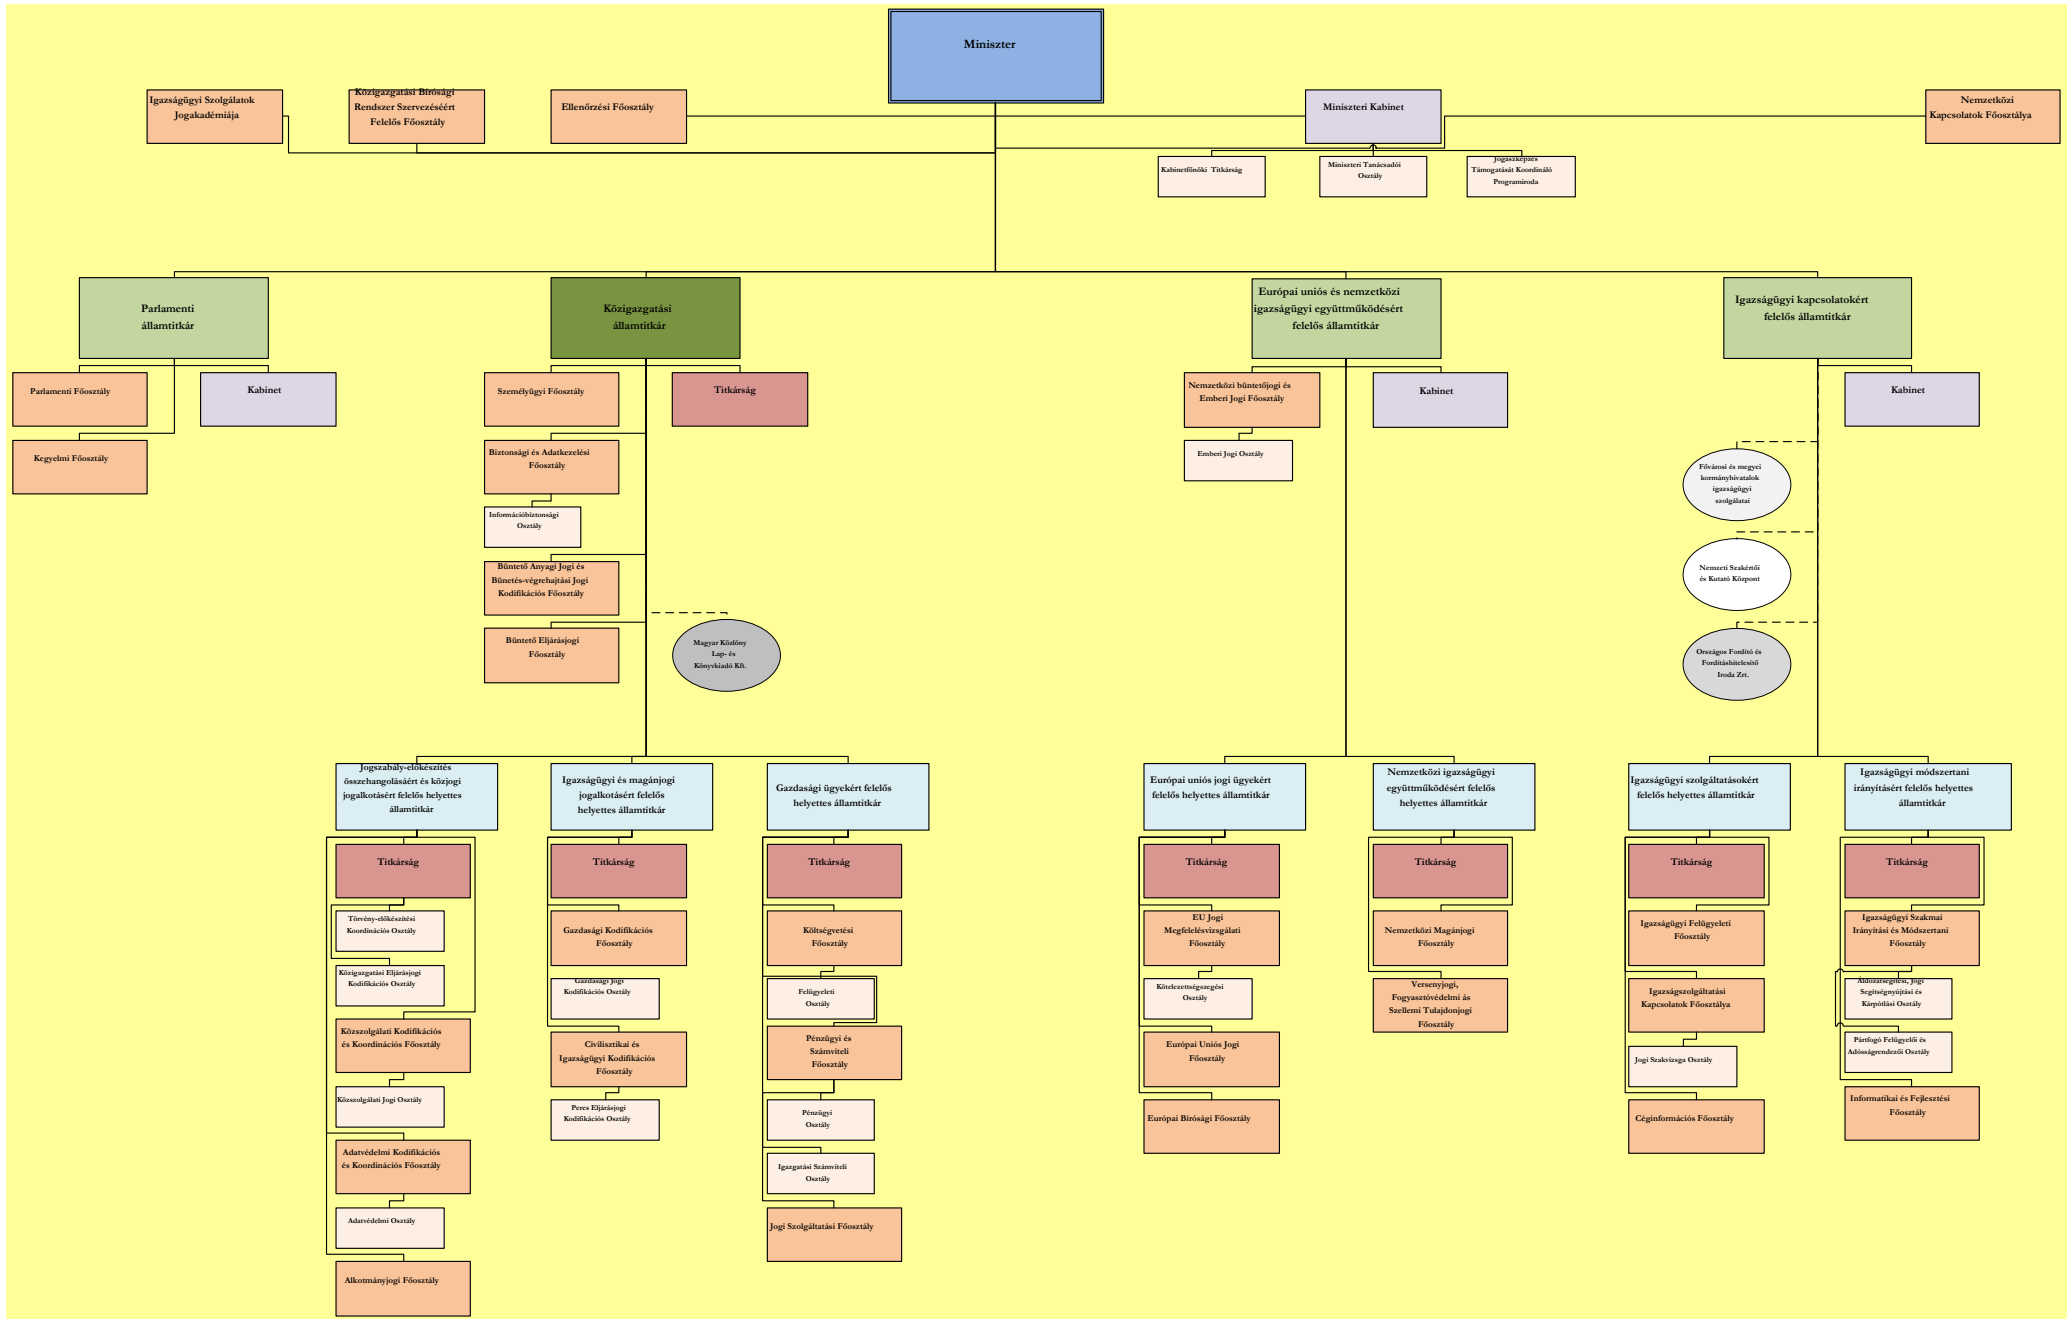 Miniszter
Igazságügyi Szolgálatok
Jogakadémiája
Közigazgatási Bírósági
Rendszer Szervezéséért
Felelős Főosztály
Ellenőrzési Főosztály
Miniszteri Kabinet
Nemzetközi
Kapcsolatok Főosztálya
Kabinetfőnöki Titkárság
Miniszteri Tanácsadói
Osztály
Jogászképzés
Támogatását Koordináló
Programiroda
Parlamenti
államtitkár
Közigazgatási
államtitkár
Európai uniós és nemzetközi
igazságügyi együttműködésért
felelős államtitkár
Igazságügyi kapcsolatokért
felelős államtitkár
Parlamenti Főosztály
Kabinet
Kegyelmi Főosztály
Személyügyi Főosztály
Titkárság
Biztonsági és Adatkezelési
Főosztály
Információbiztonsági
Osztály
Büntető Anyagi Jogi és
Bünetés-végrehajtási Jogi
Kodifikációs Főosztály
Büntető Eljárásjogi
Főosztály
Magyar Közlöny
Lap- és
Könyvkiadó Kft.
Nemzetközi büntetőjogi és
Emberi Jogi Főosztály
Kabinet
Emberi Jogi Osztály
Kabinet
Fővárosi és megyei
kormányhivatalok
igazságügyi
szolgálatai
Nemzeti Szakértői
és Kutató Központ
Országos Fordító és
Fordításhitelesítő
Iroda Zrt.
Jogszabály-előkészítés
összehangolásáért és közjogi
jogalkotásért felelős helyettes
államtitkár
Titkárság
Törvény-előkészítési
Koordinációs Osztály
Közigazgatási Eljárásjogi
Kodifikációs Osztály
Közszolgálati Kodifikációs
és Koordinációs Főosztály
Közszolgálati Jogi Osztály
Adatvédelmi Kodifikációs
és Koordinációs Főosztály
Adatvédelmi Osztály
Alkotmányjogi Főosztály
Igazságügyi és magánjogi
jogalkotásért felelős
helyettes államtitkár
Titkárság
Gazdasági Kodifikációs
Főosztály
Gazdasági Jogi
Kodifikációs Osztály
Civilisztikai és
Igazságügyi Kodifikációs
Főosztály
Peres Eljárásjogi
Kodifikációs Osztály
Gazdasági ügyekért felelős
helyettes államtitkár
Titkárság
Költségvetési
Főosztály
Felügyeleti
Osztály
Pénzügyi és
Számviteli
Főosztály
Pénzügyi
Osztály
Igazgatási Számviteli
Osztály
Jogi Szolgáltatási Főosztály
Európai uniós jogi ügyekért
felelős helyettes államtitkár
Titkárság
EU Jogi
Megfelelésvizsgálati
Főosztály
Kötelezettségszegési
Osztály
Európai Uniós Jogi
Főosztály
Európai Bírósági Főosztály
Nemzetközi igazságügyi
együttműködésért felelős
helyettes államtitkár
Titkárság
Nemzetközi Magánjogi
Főosztály
Versenyjogi,
Fogyasztóvédelmi ás
Szellemi Tulajdonjogi
Főosztály
Igazságügyi szolgáltatásokért
felelős helyettes államtitkár
Titkárság
Igazságügyi Felügyeleti
Főosztály
Igazságszolgáltatási
Kapcsolatok Főosztálya
Jogi Szakvizsga Osztály
Céginformációs Főosztály
Igazságügyi módszertani
irányításért felelős helyettes
államtitkár
Titkárság
Igazságügyi Szakmai
Irányítási és Módszertani
Főosztály
Áldozatsegítési, Jogi
Segítségnyújtási és
Kárpótlási Osztály
Pártfogó Felügyelői és
Adósságrendezői Osztály
Informatikai és Fejlesztési
Főosztály